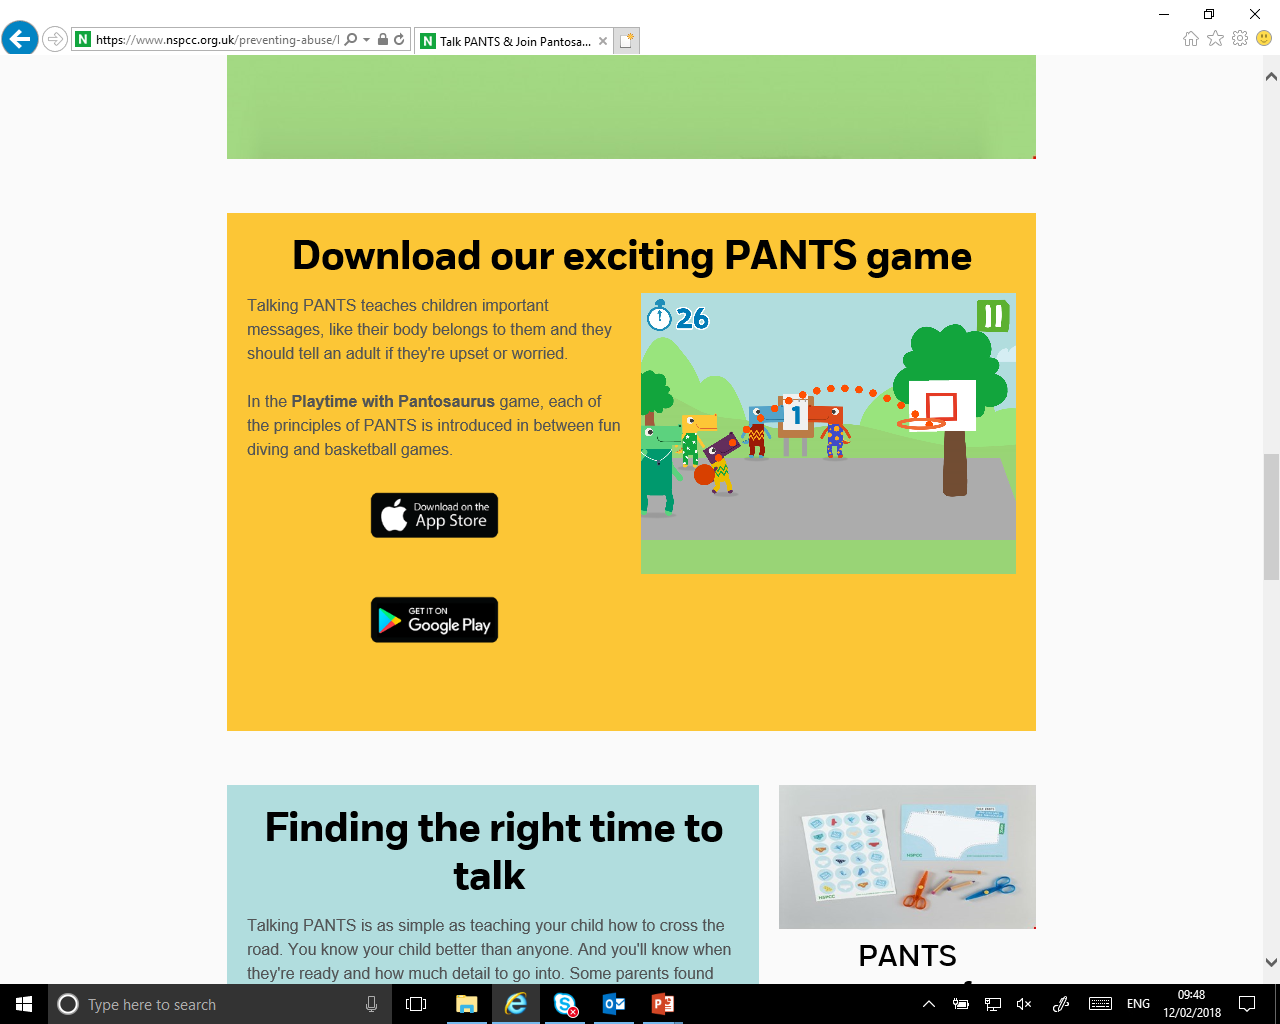 https://www.nspcc.org.uk/preventing-abuse/
Talk PANTS & Join Pantosa...
Download our exciting PANTS game
Talking PANTS teaches children important
messages, like their body belongs to them and they
should tell an adult if they're upset or worried.
In the Playtime with Pantosaurus game, each of
the principles of PANTS is introduced in between fun
diving and basketball games.
26
1
Download on the
App Store
GET IT ON
Google Play
Finding the right time to
talk
Talking PANTS is as simple as teaching your child how to cross the
road. You know your child better than anyone. And you'll know when
they're ready and how much detail to go into. Some parents found
NSPCC
NSPCC
PANTS
Type here to search
ENG
09:48
12/02/2018